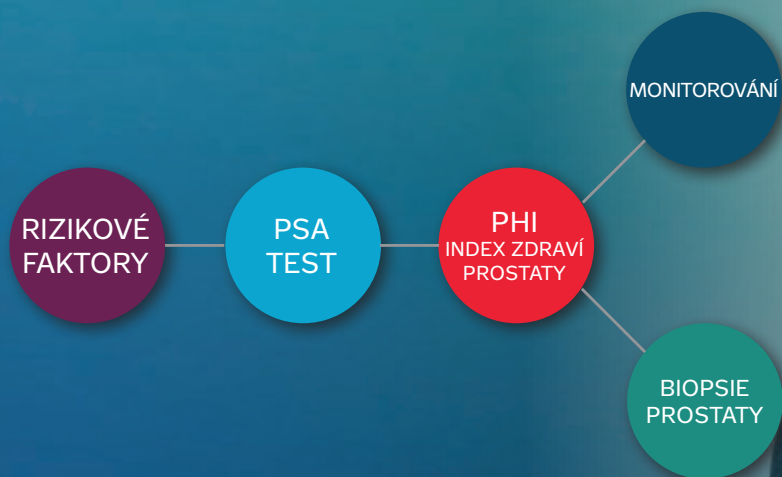 RIZIKOVÉ
FAKTORY
PSA
TEST
PHI
INDEX ZDRAVÍ
PROSTATY
MONITOROVÁNÍ
BIOPSIE
PROSTATY